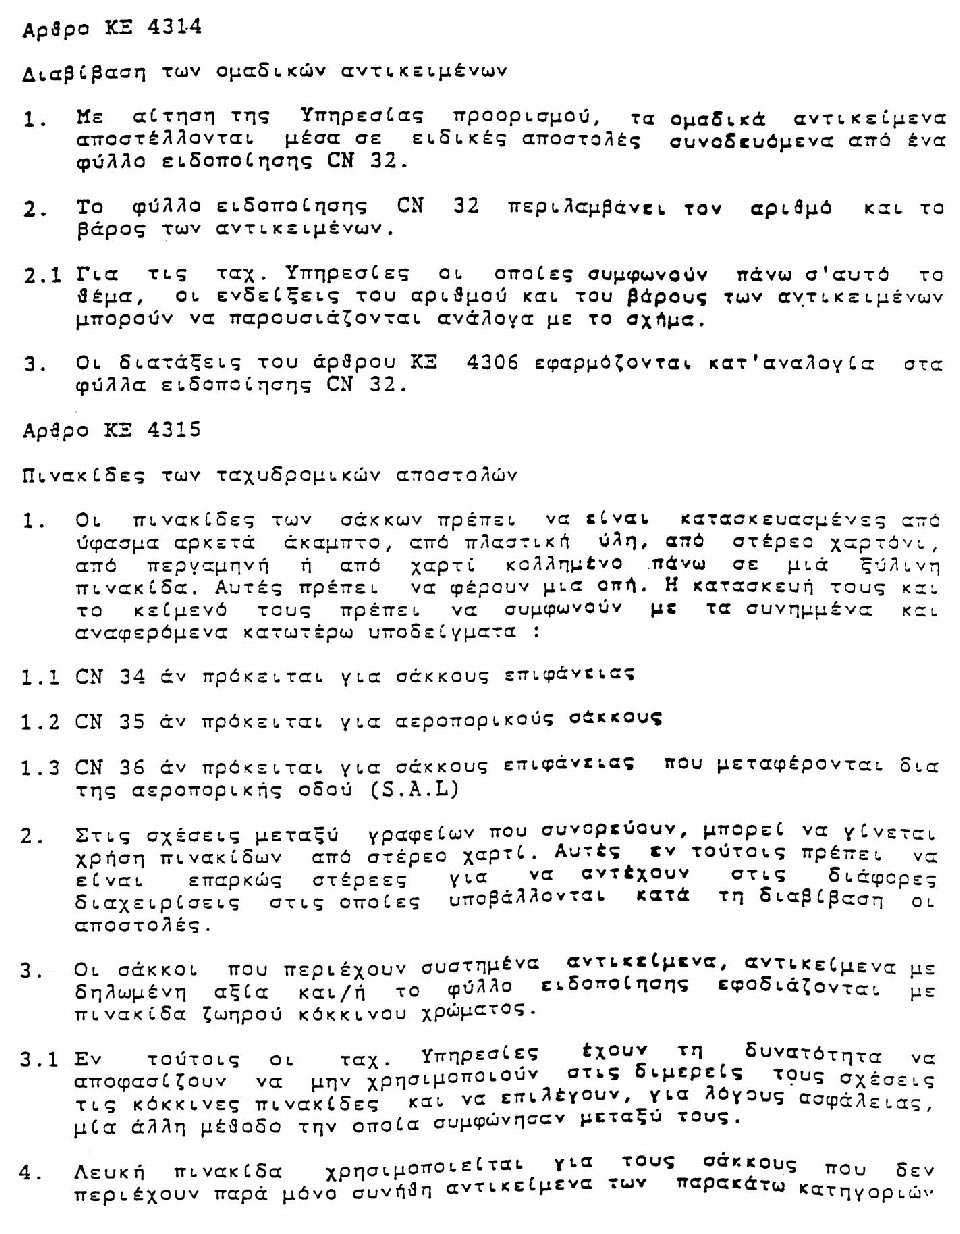 Αρθρο ΚΞ 4314
Διαβίβαση των ομαδικών αντικειμένων
1. Με αίτηση της Υπηρεσίας προορισμού, τα ομαδικά αντικείμενα
αποστέλλονται μέσα σε ειδικές αποστολές συνοδευόμενα από ένα
φύλλο ειδοποίησης CN 32.
2. Το φύλλο ειδοποίησης CN 32 περιλαμβάνει τον αριθμό και το
βάρος των αντικειμένων.
2.1 Για τις ταχ. Υπηρεσίες οι οποίες συμφωνούν πάνω σ'αυτό το
θέμα, οι ενδείξεις του αριθμού και του βάρους των αντικειμένων
μπορούν να παρουσιάζονται ανάλογα με το σχήμα.
3. Οι διατάξεις του άρθρου ΚΞ 4306 εφαρμόζονται κατ'αναλογία στα
φύλλα ειδοποίησης CN 32.
Αρθρο ΚΞ 4315
Πινακίδες των ταχυδρομικών αποστολών
1. Οι πινακίδες των σάκκων πρέπει να είναι κατασκευασμένες από
ύφασμα αρκετά άκαμπτο, από πλαστική ύλη, από στέρεο χαρτόνι,
από περγαμηνή ή από χαρτί κολλημένο πάνω σε μιά ξύλινη
πινακίδα. Αυτές πρέπει να φέρουν μια οπή. Η κατασκευή τους και
το κείμενό τους πρέπει να συμφωνούν με τα συνημμένα και
αναφερόμενα κατωτέρω υποδείγματα :
1.1 CN 34 άν πρόκειται για σάκκους επιφάνειας
1.2 CN 35 άν πρόκειται για αεροπορικούς σάκκους
1.3 CN 36 άν πρόκειται για σάκκους επιφάνειας που μεταφέρονται δια
της αεροπορικής οδού (S.A.L)
2. Στις σχέσεις μεταξύ γραφείων που συνορεύουν, μπορεί να γίνεται
χρήση πινακίδων από στέρεο χαρτί. Αυτές εν τούτοις πρέπει να
είναι επαρκώς στέρεες για να αντέχουν στις διάφορες
διαχειρίσεις στις οποίες υποβάλλονται κατά τη διαβίβαση οι
αποστολές.
3. Οι σάκκοι που περιέχουν συστημένα αντικείμενα, αντικείμενα με
δηλωμένη αξία και/ή το φύλλο ειδοποίησης εφοδιάζονται με
πινακίδα ζωηρού κόκκινου χρώματος.
3.1 Εν τούτοις οι ταχ. Υπηρεσίες έχουν τη δυνατότητα να
αποφασίζουν να μην χρησιμοποιούν στις διμερείς τους σχέσεις
τις κόκκινες πινακίδες και να επιλέγουν, για λόγους ασφάλειας,
μία άλλη μέθοδο την οποία συμφώνησαν μεταξύ τους.
4. Λευκή πινακίδα χρησιμοποιείται για τους σάκκους που δεν
περιέχουν παρά μόνο συνήθη αντικείμενα των παρακάτω κατηγοριών